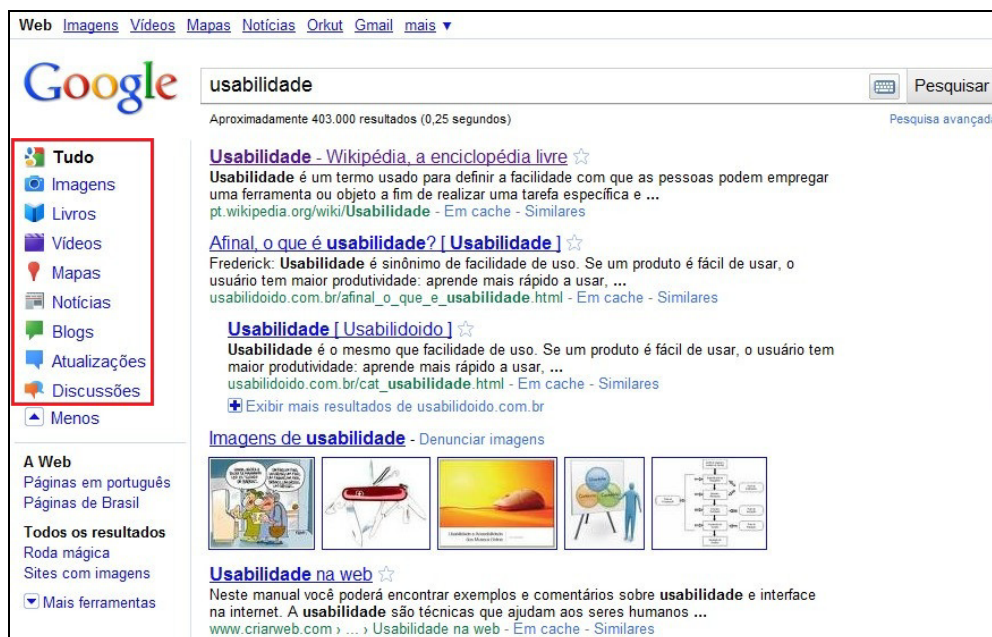 Web Imagens Vídeos Mapas Notícias Orkut Gmail mais ▼
Google
usabilidade
Pesquisar
Aproximadamente 403.000 resultados (0,25 segundos)
Pesquisa avançada
Tudo
Imagens
Livros
Vídeos
Mapas
Notícias
Blogs
Atualizações
Discussões
Menos
A Web
Páginas em português
Páginas de Brasil
Todos os resultados
Roda mágica
Sites com imagens
Mais ferramentas
Usabilidade - Wikipédia, a enciclopédia livre
Usabilidade é um termo usado para definir a facilidade com que as pessoas podem empregar
uma ferramenta ou objeto a fim de realizar uma tarefa específica e ...
pt.wikipedia.org/wiki/Usabilidade - Em cache - Similares
Afinal, o que é usabilidade? [ Usabilidade ]
Frederick: Usabilidade é sinônimo de facilidade de uso. Se um produto é fácil de usar, o
usuário tem maior produtividade: aprende mais rápido a usar, ...
usabilidoido.com.br/afinal_o_que_e_usabilidade.html - Em cache - Similares
Usabilidade [ Usabilidoido ]
Usabilidade é o mesmo que facilidade de uso. Se um produto é fácil de usar, o usuário tem
maior produtividade: aprende mais rápido a usar, ...
usabilidoido.com.br/cat_usabilidade.html - Em cache - Similares
Exibir mais resultados de usabilidoido.com.br
Imagens de usabilidade - Denunciar imagens
Usabilidade na web
Neste manual você poderá encontrar exemplos e comentários sobre usabilidade e interface
na internet. A usabilidade são técnicas que ajudam aos seres humanos ...
www.criarweb.com › ... › Usabilidade na web - Em cache - Similares